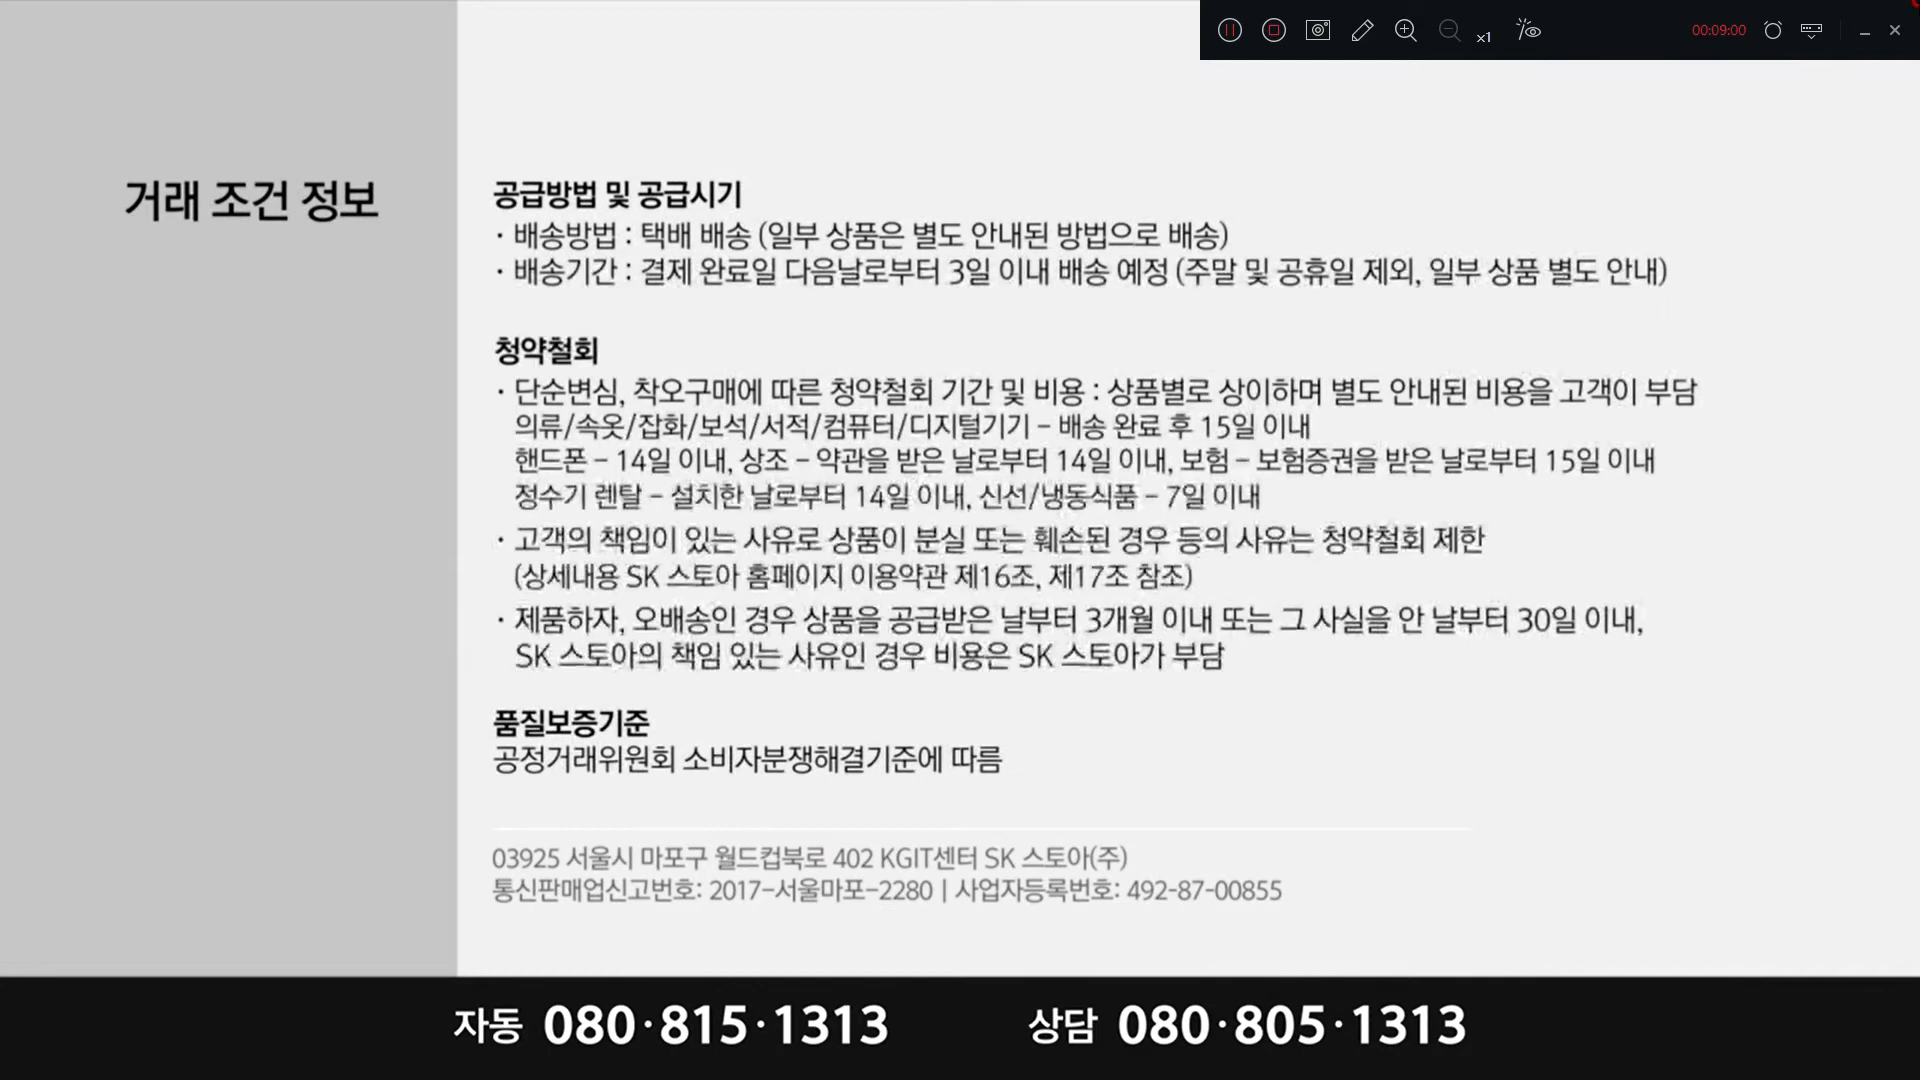 x1
00:09:00
거래 조건 정보
공급방법 및 공급시기
· 배송방법 : 택배 배송 (일부 상품은 별도 안내된 방법으로 배송)
· 배송기간 : 결제 완료일 다음날로부터 3일 이내 배송 예정 (주말 및 공휴일 제외, 일부 상품 별도 안내)
청약철회
· 단순변심, 착오구매에 따른 청약철회 기간 및 비용 : 상품별로 상이하며 별도 안내된 비용을 고객이 부담
의류/속옷/잡화/보석/서적/컴퓨터/디지털기기 – 배송 완료 후 15일 이내
핸드폰 – 14일 이내, 상조 – 약관을 받은 날로부터 14일 이내, 보험 – 보험증권을 받은 날로부터 15일 이내
정수기 렌탈 – 설치한 날로부터 14일 이내, 신선/냉동식품 – 7일 이내
· 고객의 책임이 있는 사유로 상품이 분실 또는 훼손된 경우 등의 사유는 청약철회 제한
(상세내용 SK 스토아 홈페이지 이용약관 제16조, 제17조 참조)
· 제품하자, 오배송인 경우 상품을 공급받은 날부터 3개월 이내 또는 그 사실을 안 날부터 30일 이내,
SK 스토아의 책임 있는 사유인 경우 비용은 SK 스토아가 부담
품질보증기준
공정거래위원회 소비자분쟁해결기준에 따름
03925 서울시 마포구 월드컵북로 402 KGIT센터 SK 스토아(주)
통신판매업신고번호: 2017–서울마포–2280 | 사업자등록번호: 492-87-00855
자동 080·815·1313 상담 080·805·1313